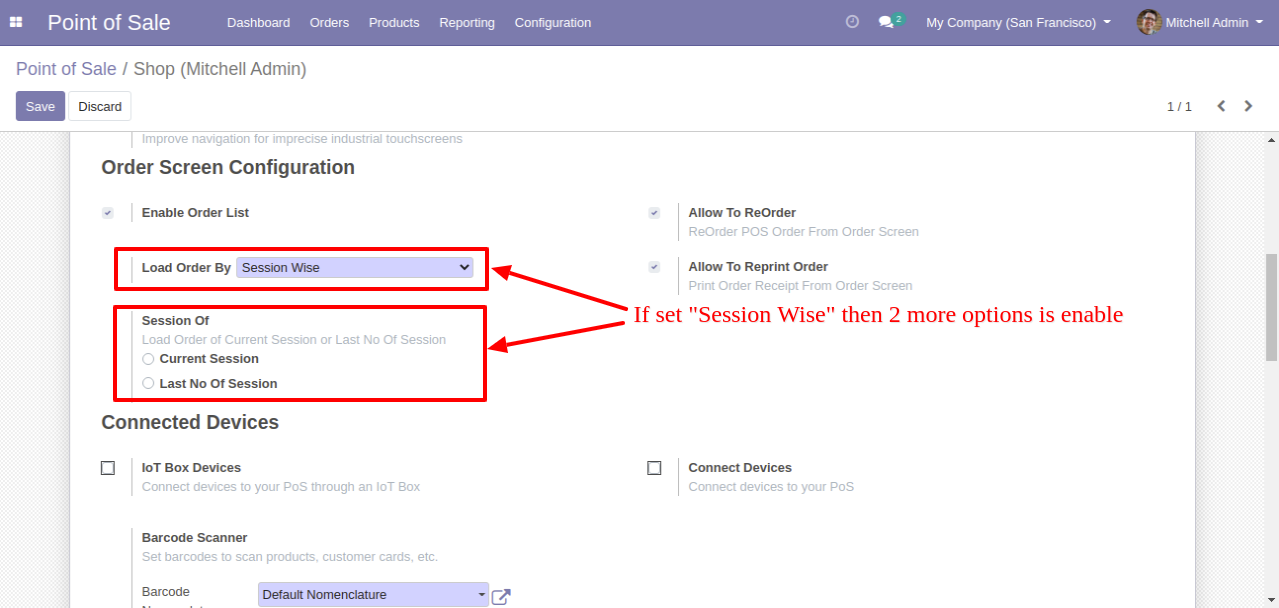 Point of Sale Dashboard Orders Products Reporting Configuration 2 My Company (San Francisco) Mitchell Admin
Point of Sale / Shop (Mitchell Admin)
Save Discard 1 / 1
Improve navigation for imprecise industrial touchscreens
Order Screen Configuration
Enable Order List
Allow To ReOrder
ReOrder POS Order From Order Screen
Load Order By Session Wise
Allow To Reprint Order
Print Order Receipt From Order Screen
If set "Session Wise" then 2 more options is enable
Session Of
Load Order of Current Session or Last No Of Session
Current Session
Last No Of Session
Connected Devices
IoT Box Devices
Connect devices to your PoS through an IoT Box
Connect Devices
Connect devices to your PoS
Barcode Scanner
Set barcodes to scan products, customer cards, etc.
Barcode
Default Nomenclature